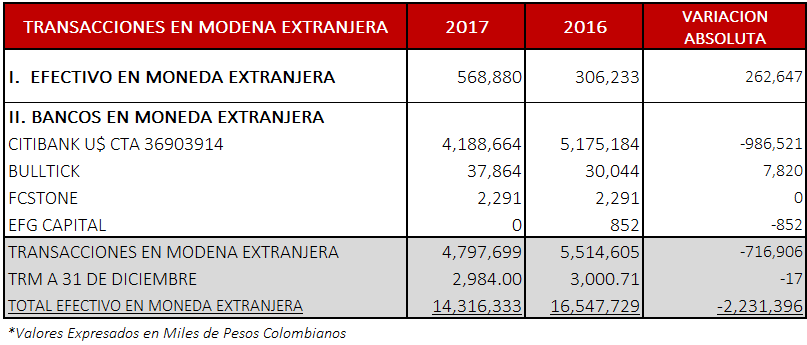 TRANSACCIONES EN MODENA EXTRANJERA 2017 2016 VARIACION ABSOLUTA
I. EFECTIVO EN MONEDA EXTRANJERA 568,880 306,233 262,647
II. BANCOS EN MONEDA EXTRANJERA
CITIBANK U$ CTA 36903914 4,188,664 5,175,184 -986,521
BULLTICK 37,864 30,044 7,820
FCSTONE 2,291 2,291 0
EFG CAPITAL 0 852 -852
TRANSACCIONES EN MODENA EXTRANJERA 4,797,699 5,514,605 -716,906
TRM A 31 DE DICIEMBRE 2,984.00 3,000.71 -17
TOTAL EFECTIVO EN MONEDA EXTRANJERA 14,316,333 16,547,729 -2,231,396
*Valores Expresados en Miles de Pesos Colombianos